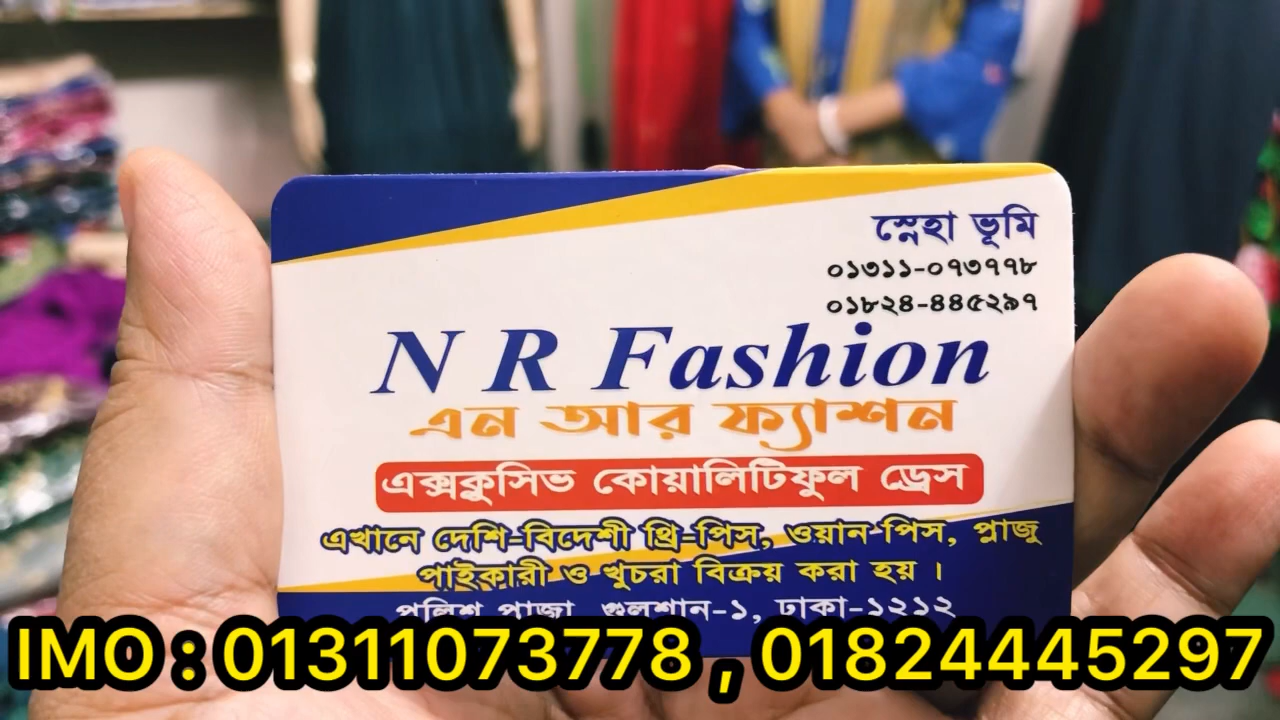 স্নেহা ভূমি
০১৩১১-০৭৩৭৭৮
০১৮২৪-৪৪৫২৯৭
N R Fashion
এন আর ফ্যাশন
এক্সক্লুসিভ কোয়ালিটিফুল ড্রেস
এখানে দেশি-বিদেশী থ্রি-পিস, ওয়ান পিস, প্লাজু
পাইকারী ও খুচরা বিক্রয় করা হয়।
পুলিশ প্লাজা, গুলশান-১, ঢাকা-১২১২
IMO : 01311073778 , 01824445297